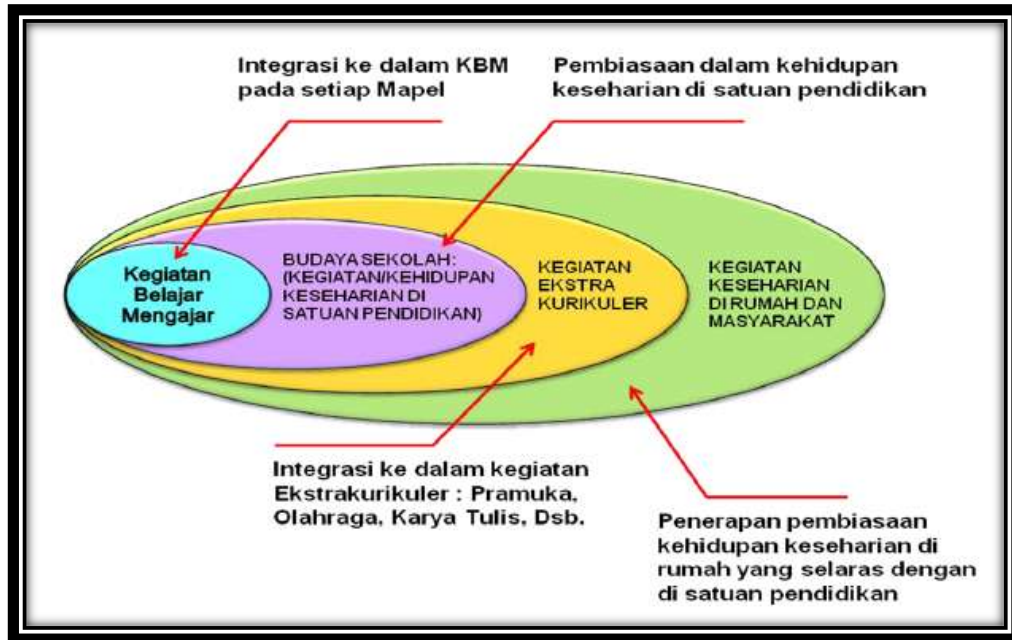 Integrasi ke dalam KBM
pada setiap Mapel
Pembiasaan dalam kehidupan
keseharian di satuan pendidikan
Kegiatan
Belajar
Mengajar
BUDAYA SEKOLAH:
(KEGIATAN/KEHIDUPAN
KESEHARIAN DI
SATUAN PENDIDIKAN)
KEGIATAN
EKSTRA
KURIKULER
KEGIATAN
KESEHARIAN
DI RUMAH DAN
MASYARAKAT
Integrasi ke dalam kegiatan
Ekstrakurikuler : Pramuka,
Olahraga, Karya Tulis, Dsb.
Penerapan pembiasaan
kehidupan keseharian di
rumah yang selaras dengan
di satuan pendidikan